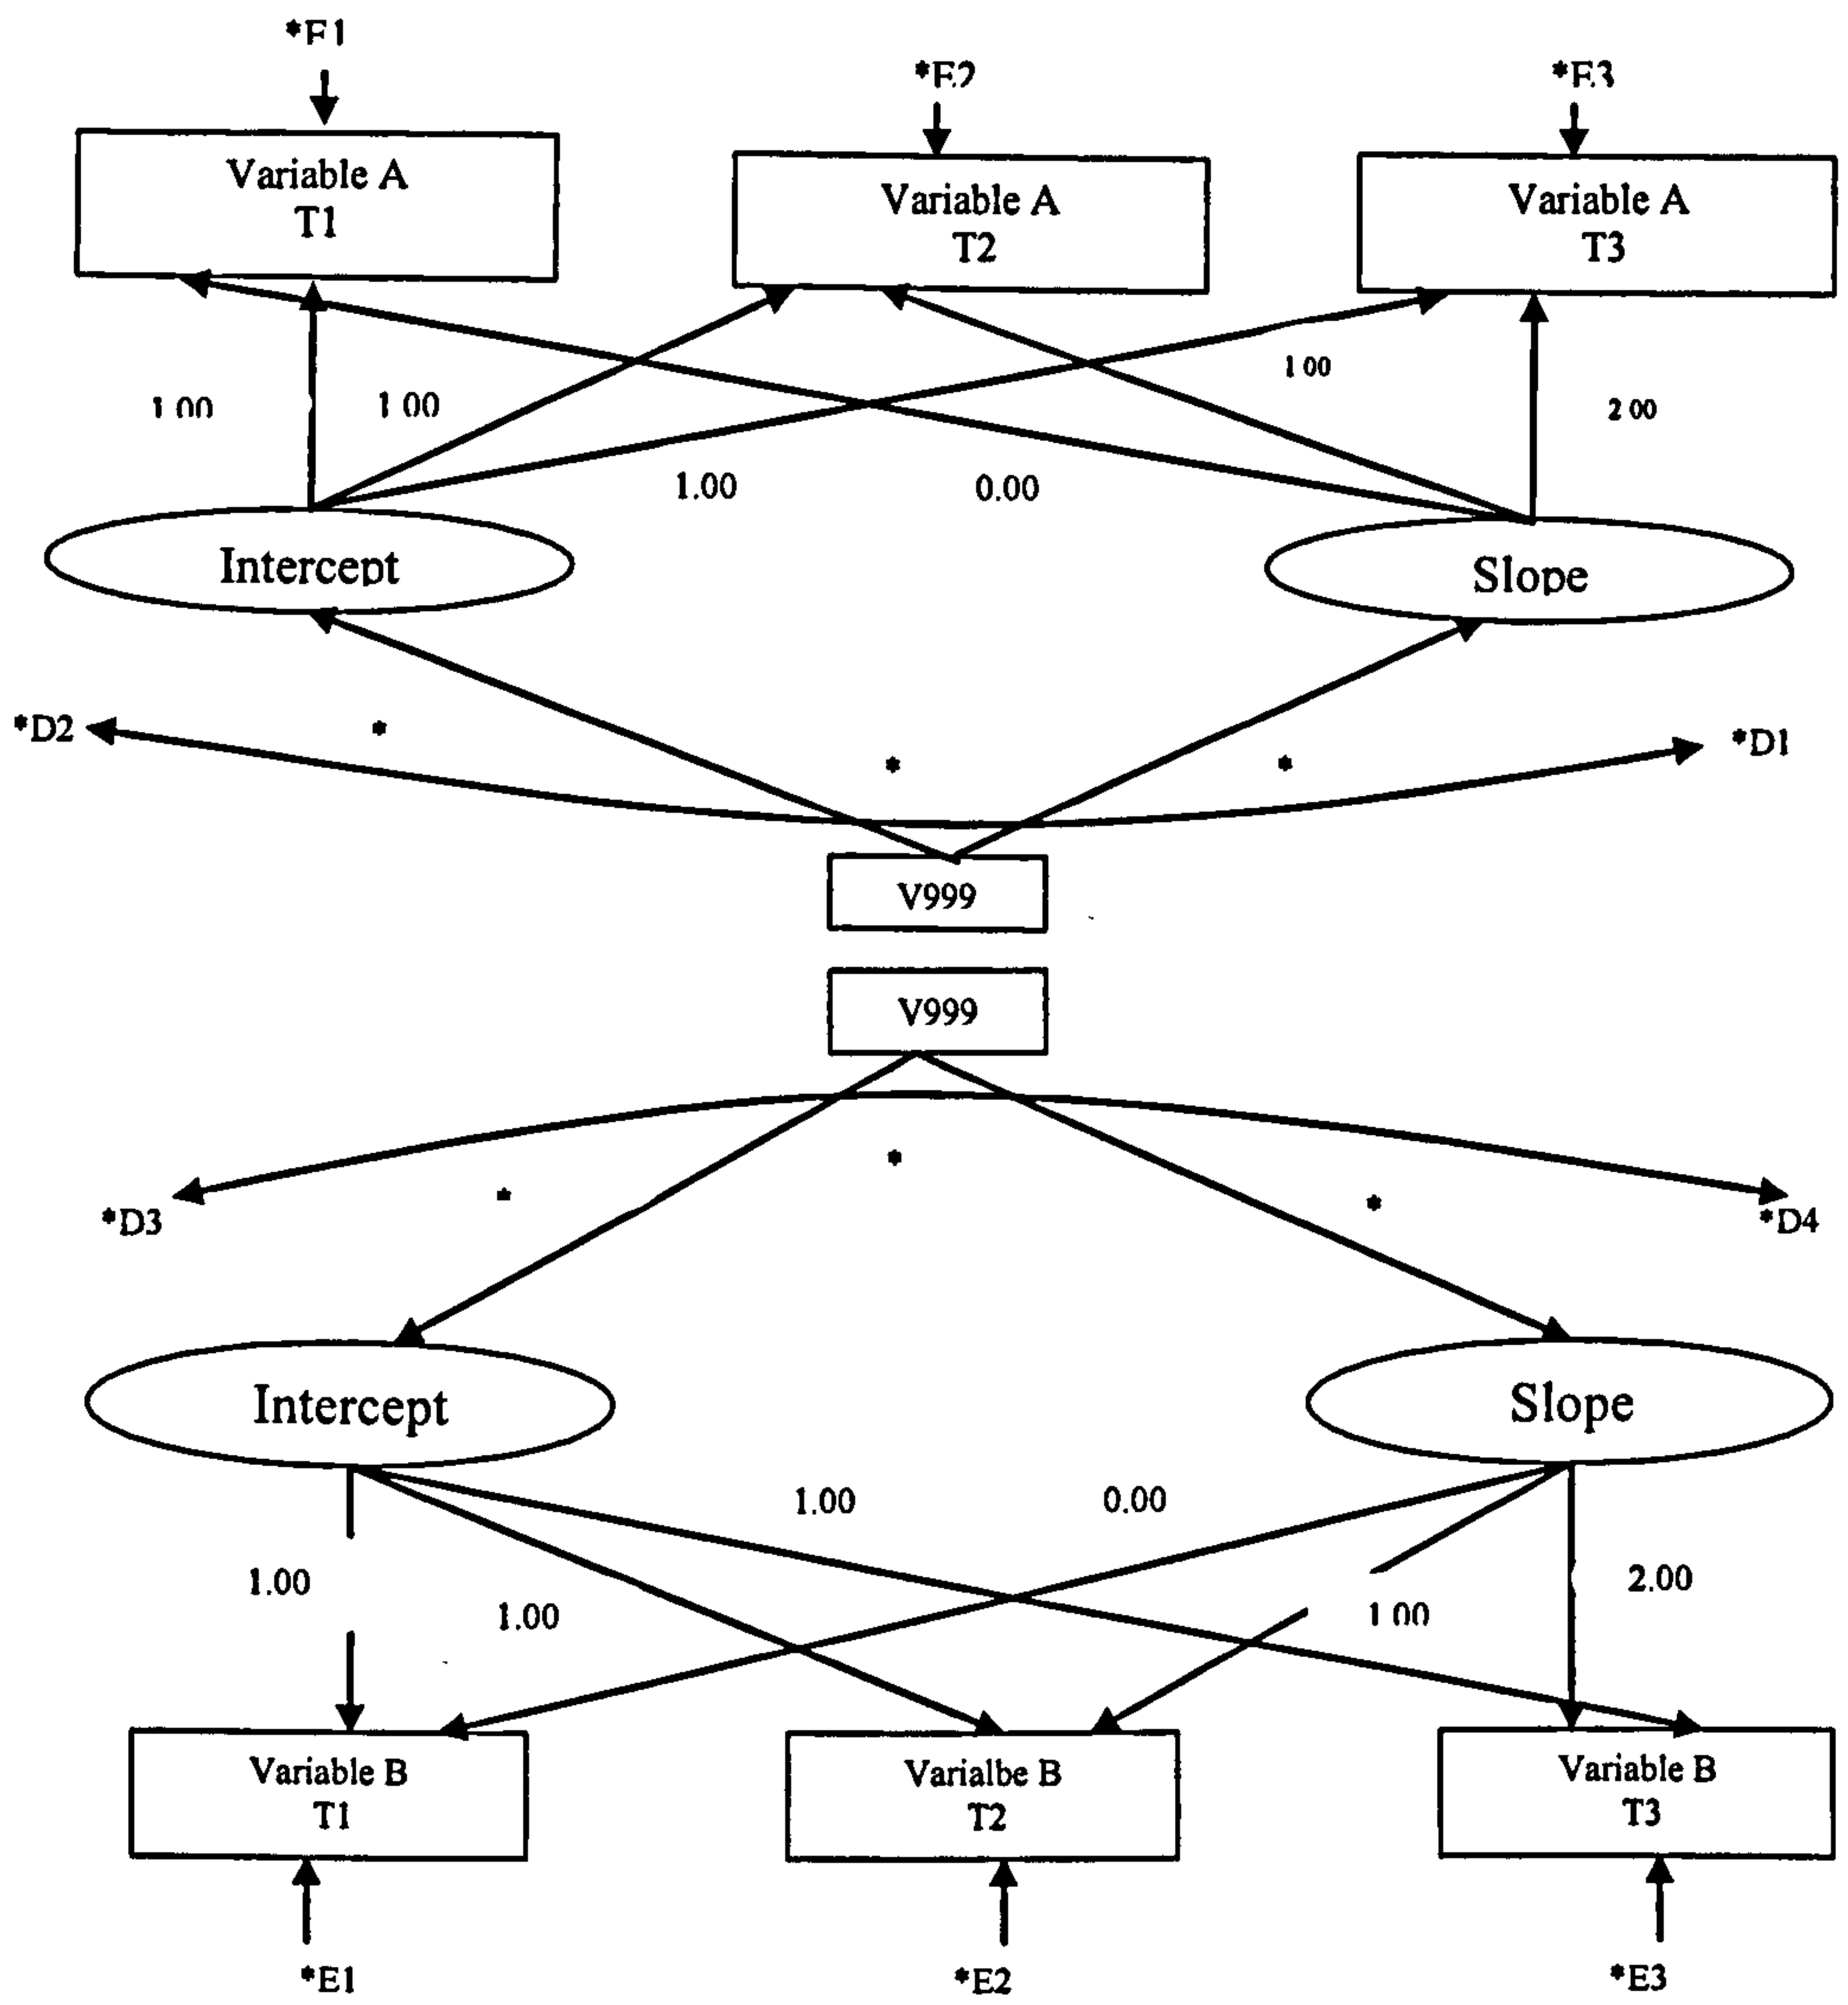 *E1
*E2
*E3
Variable A
T1
Variable A
T2
Variable A
T3
1 00
1 00
1 00
2 00
1.00
0.00
Intercept
Slope
*D2
*
*
*
*D1
V999
V999
*D3
*
*
*
*D4
Intercept
Slope
1.00
0.00
1.00
1.00
1 00
2.00
Variable B
T1
Varialbe B
T2
Variable B
T3
*E1
*E2
*E3